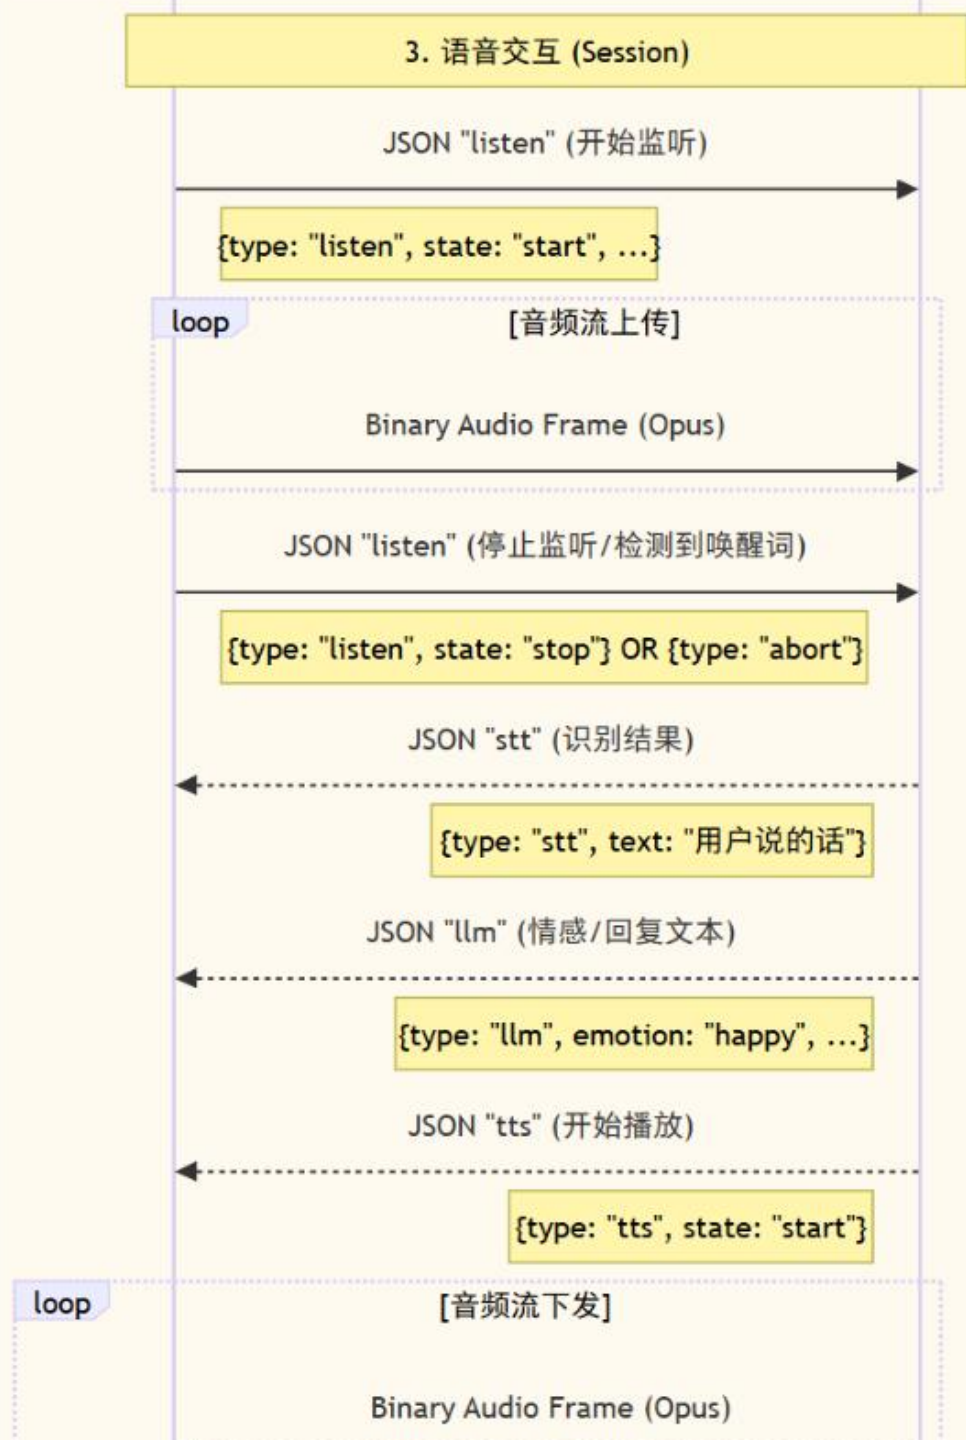 3. 语音交互 (Session)
JSON "listen" (开始监听)
{type: "listen", state: "start", ...}
loop
[音频流上传]
Binary Audio Frame (Opus)
JSON "listen" (停止监听/检测到唤醒词)
{type: "listen", state: "stop"} OR {type: "abort"}
JSON "stt" (识别结果)
{type: "stt", text: "用户说的话"}
JSON "llm" (情感/回复文本)
{type: "llm", emotion: "happy", ...}
JSON "tts" (开始播放)
{type: "tts", state: "start"}
loop
[音频流下发]
Binary Audio Frame (Opus)